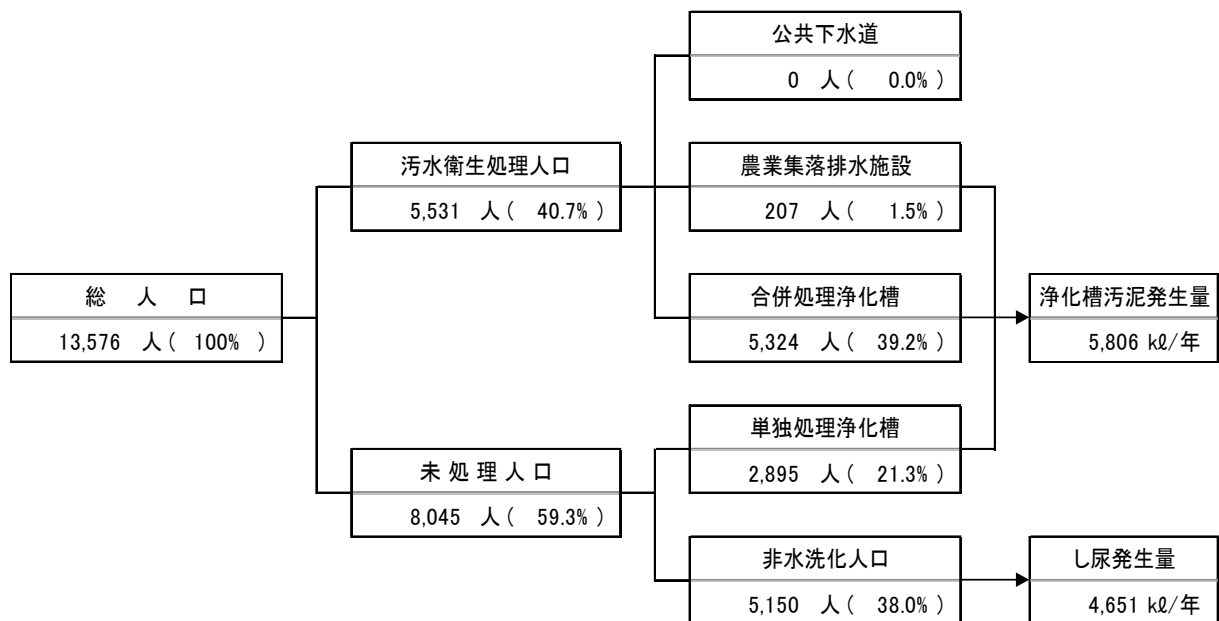 公共下水道
0 人( 0.0% )
汚水衛生処理人口
5,531 人( 40.7% )
農業集落排水施設
207 人( 1.5% )
総 人 口
13,576 人( 100% )
合併処理浄化槽
5,324 人( 39.2% )
浄化槽汚泥発生量
5,806 kℓ/年
単独処理浄化槽
2,895 人( 21.3% )
未処理人口
8,045 人( 59.3% )
非水洗化人口
5,150 人( 38.0% )
し尿発生量
4,651 kℓ/年